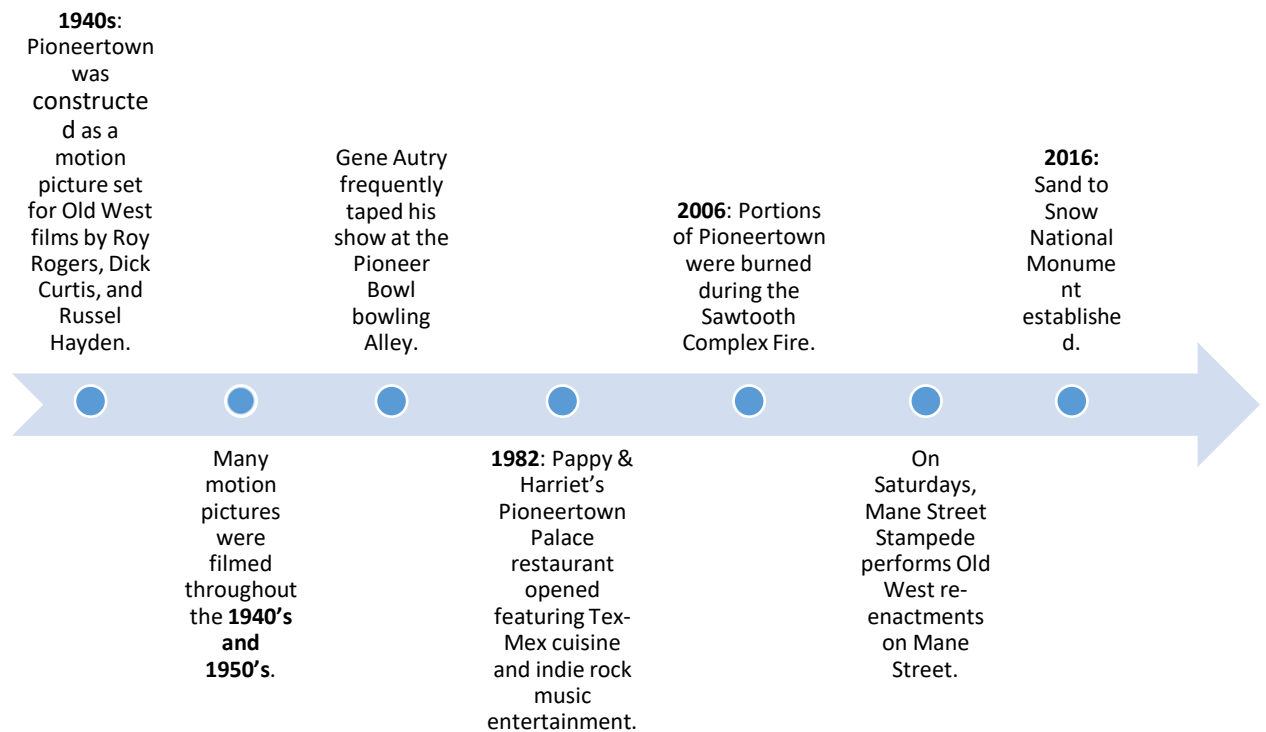 1940s:
Pioneertown
was
constructe
d as a
motion
picture set
for Old West
films by Roy
Rogers, Dick
Curtis, and
Russel
Hayden.
Many
motion
pictures
were
filmed
throughout
the 1940's
and
1950's.
Gene Autry
frequently
taped his
show at the
Pioneer
Bowl
bowling
Alley.
1982: Pappy &
Harriet's
Pioneertown
Palace
restaurant
opened
featuring Tex-
Mex cuisine
and indie rock
music
entertainment.
2006: Portions
of Pioneertown
were burned
during the
Sawtooth
Complex Fire.
On
Saturdays,
Mane Street
Stampede
performs Old
West re-
enactments
on Mane
Street.
2016:
Sand to
Snow
National
Monume
nt
establishe
d.